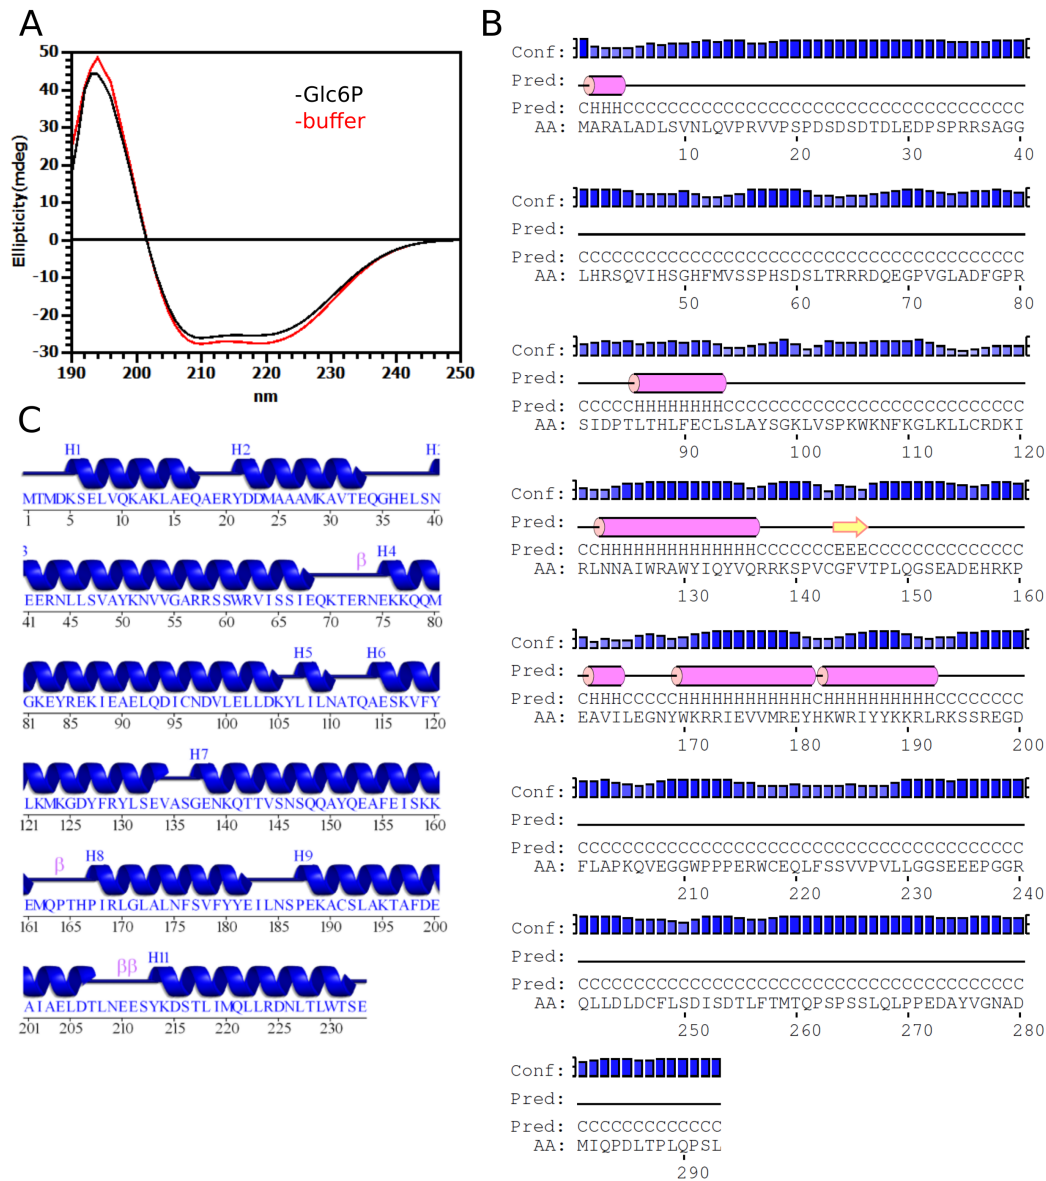 A
50
40
30
20
10
0
-10
-20
-30
Ellipticity(mdeg)
-Glc6P
-buffer
190 200 210 220 230 240 250
nm
B
Conf:
Pred:
Pred: CHHHCCCCCCCCCCCCCCCCCCCCCCCCCCCCCCCCCCCC
AA: MARALADLSVNLQVPRVVPSPDSDSDTDLEDPSPRRSAGG
10 20 30 40
Conf:
Pred:
Pred: CCCCCCCCCCCCCCCCCCCCCCCCCCCCCCCCCCCCCCCC
AA: LHRSQVIHSGHFMVSSPHSDSLTRRRDQEGPVGLADFGPR
50 60 70 80
Conf:
Pred:
Pred: CCCCCHHHHHHHHCCCCCCCCCCCCCCCCCCCCCCCCCCC
AA: SIDPTLTHLFECLSLAYSGKLVSPKWKNFKGLKLLCRDKI
90 100 110 120
Conf:
Pred:
Pred: CCHHHHHHHHHHHHHHCCCCCCCEEECCCCCCCCCCCCCC
AA: RLNNAIWRAWYIQYVQRRKSPVCGFVTPLQGSEADEHRKP
130 140 150 160
Conf:
Pred:
Pred: CHHHCCCCCHHHHHHHHHHHHCHHHHHHHHHHCCCCCCCC
AA: EAVILEGNYWKRRIEVVMREYHKWRIYYKKRLRKSSREGD
170 180 190 200
Conf:
Pred:
Pred: CCCCCCCCCCCCCCCCCCCCCCCCCCCCCCCCCCCCCCCC
AA: FLAPKQVEGGWPPPERWCEQLFSSVVPVLLGGSEEEPGGR
210 220 230 240
Conf:
Pred:
Pred: CCCCCCCCCCCCCCCCCCCCCCCCCCCCCCCCCCCCCCCC
AA: QLLDLDCFLSDISDTLFTMTQPSPSSLQLPPEDAYVGNAD
250 260 270 280
Conf:
Pred:
Pred: CCCCCCCCCCCCC
AA: MIQPDLTPLQPSL
290
C
H1 H2 H3
MTMDKSELVQKAKLAEQAERYDDMAAAMKAVTEQGHELSN
1 5 10 15 20 25 30 35 40
3 β H4
EERNLLSVAYKNVVGARRSSWRVISSIEQKTERNEKKQQM
41 45 50 55 60 65 70 75 80
H5 H6
GKEYREKIEAELQDICNDVLELLDKYLILNATQAESKVFY
81 85 90 95 100 105 110 115 120
H7
LKMKGDYFRYLSEVASGENKQTTVSNSQQAYQEAFEISKK
121 125 130 135 140 145 150 155 160
β H8 H9
EMQPTHPIRLGLALNFSVFYYEILNSPEKACSLAKTAFDE
161 165 170 175 180 185 190 195 200
ββ H11
AIAELDTLNEESYKDSTLIMQLLRDNLTLWTSE
201 205 210 215 220 225 230